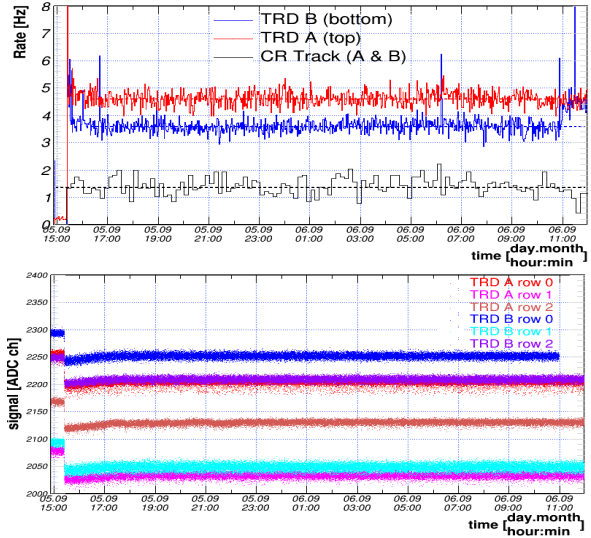 Rate [Hz]
8
7
6
5
4
3
2
1
0
TRD B (bottom)
TRD A (top)
CR Track (A & B)
05.09 05.09 05.09 05.09 05.09 06.09 06.09 06.09 06.09 06.09 06.09
15:00 17:00 19:00 21:00 23:00 01:00 03:00 05:00 07:00 09:00 11:00
time [day.month hour:min]
signal [ADC ch]
2400
2350
2300
2250
2200
2150
2100
2050
2000
TRD A row 0
TRD A row 1
TRD A row 2
TRD B row 0
TRD B row 1
TRD B row 2
05.09 05.09 05.09 05.09 05.09 06.09 06.09 06.09 06.09 06.09 06.09
15:00 17:00 19:00 21:00 23:00 01:00 03:00 05:00 07:00 09:00 11:00
time [day.month hour:min]